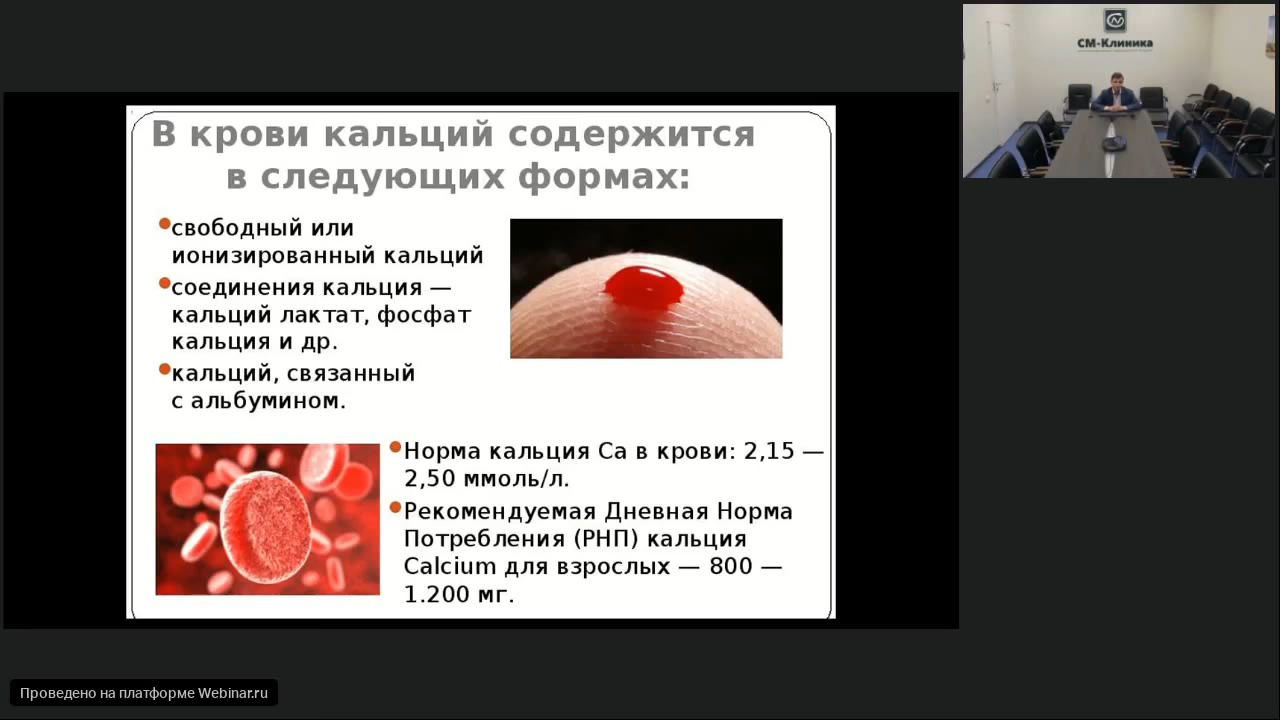 В крови кальций содержится
в следующих формах:
свободный или
ионизированный кальций
соединения кальция —
кальций лактат, фосфат
кальция и др.
кальций, связанный
с альбумином.
Норма кальция Са в крови: 2,15 —
2,50 ммоль/л.
Рекомендуемая Дневная Норма
Потребления (РНП) кальция
Calcium для взрослых — 800 —
1.200 мг.
СМ-Клиника
Проведено на платформе Webinar.ru